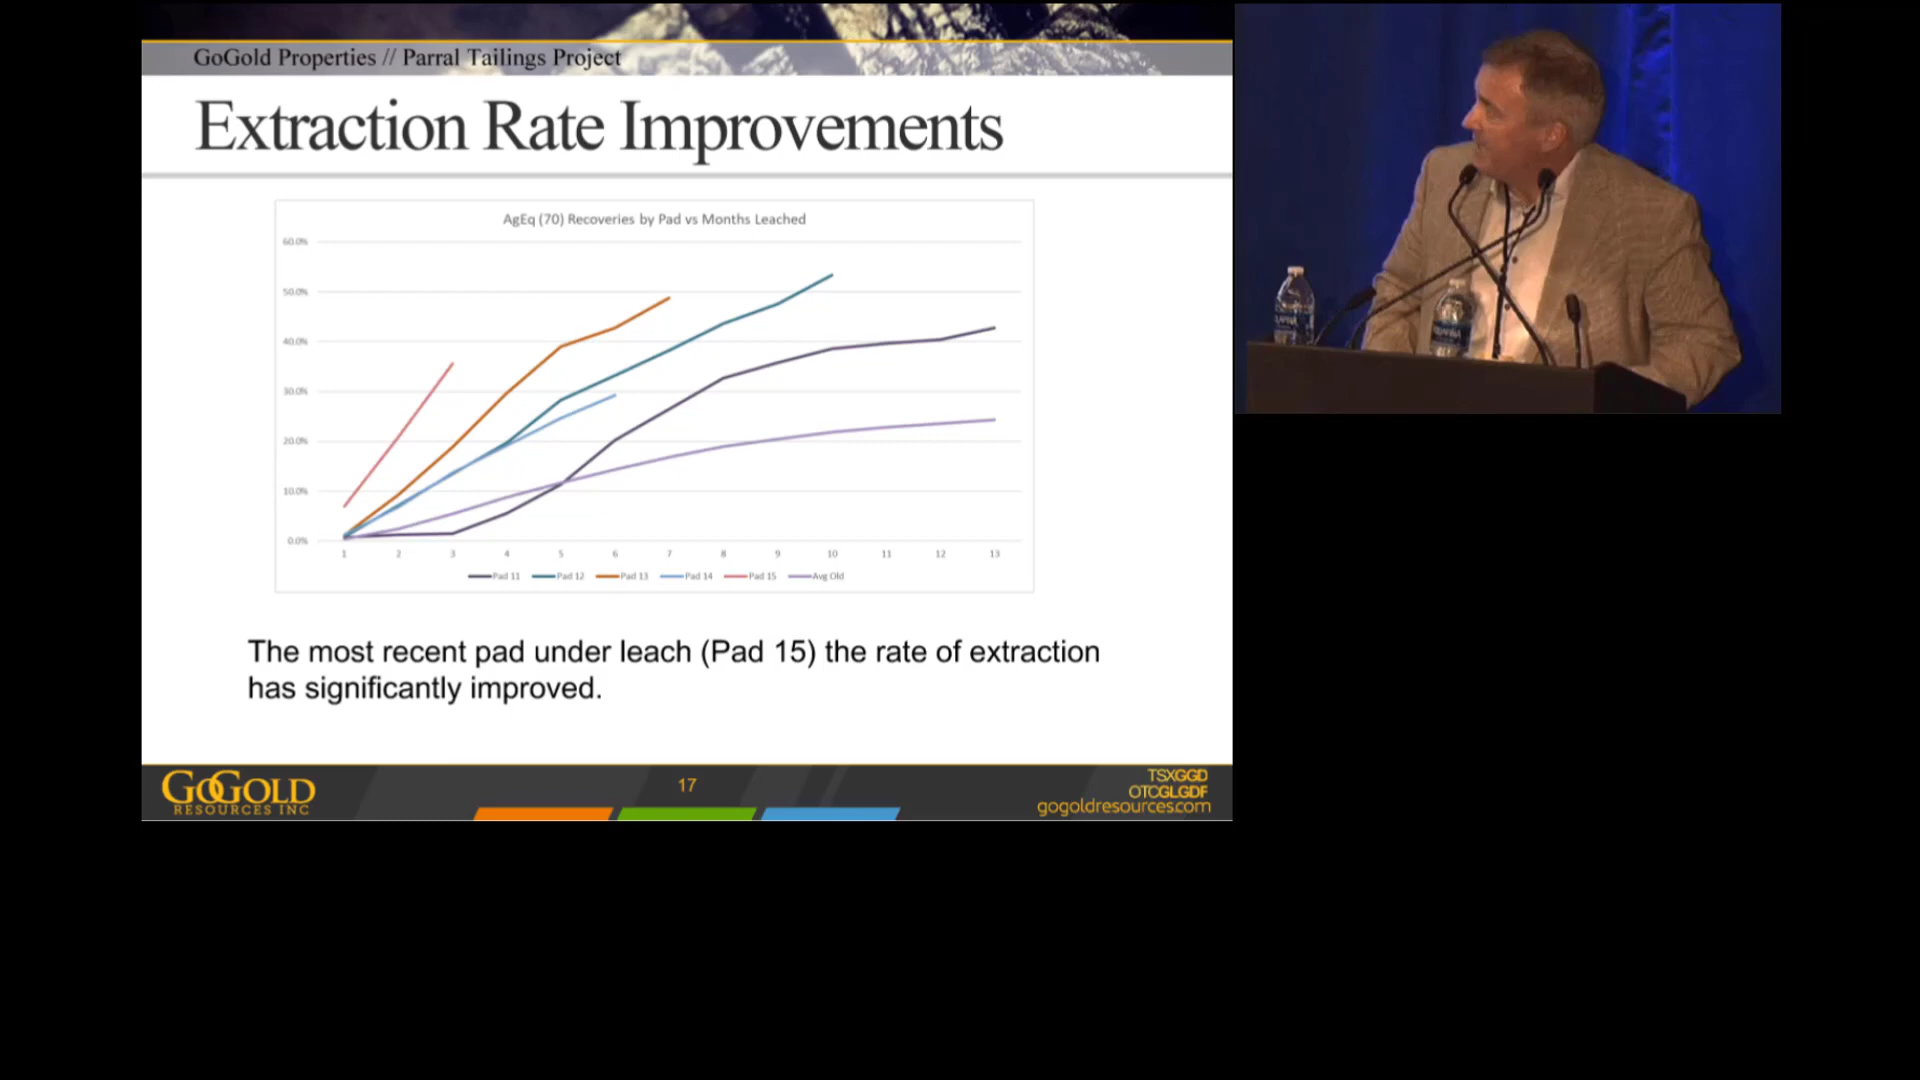 GoGold Properties // Parral Tailings Project
Extraction Rate Improvements
AgEq (70) Recoveries by Pad vs Months Leached
60.0%
50.0%
40.0%
30.0%
20.0%
10.0%
0.0%
1 2 3 4 5 6 7 8 9 10 11 12 13
Pad 11 Pad 12 Pad 13 Pad 14 Pad 15 Avg Old
The most recent pad under leach (Pad 15) the rate of extraction
has significantly improved.
GOGOLD
RESOURCES INC
17
TSX:GGD
OTC:GLGDF
gogoldresources.com